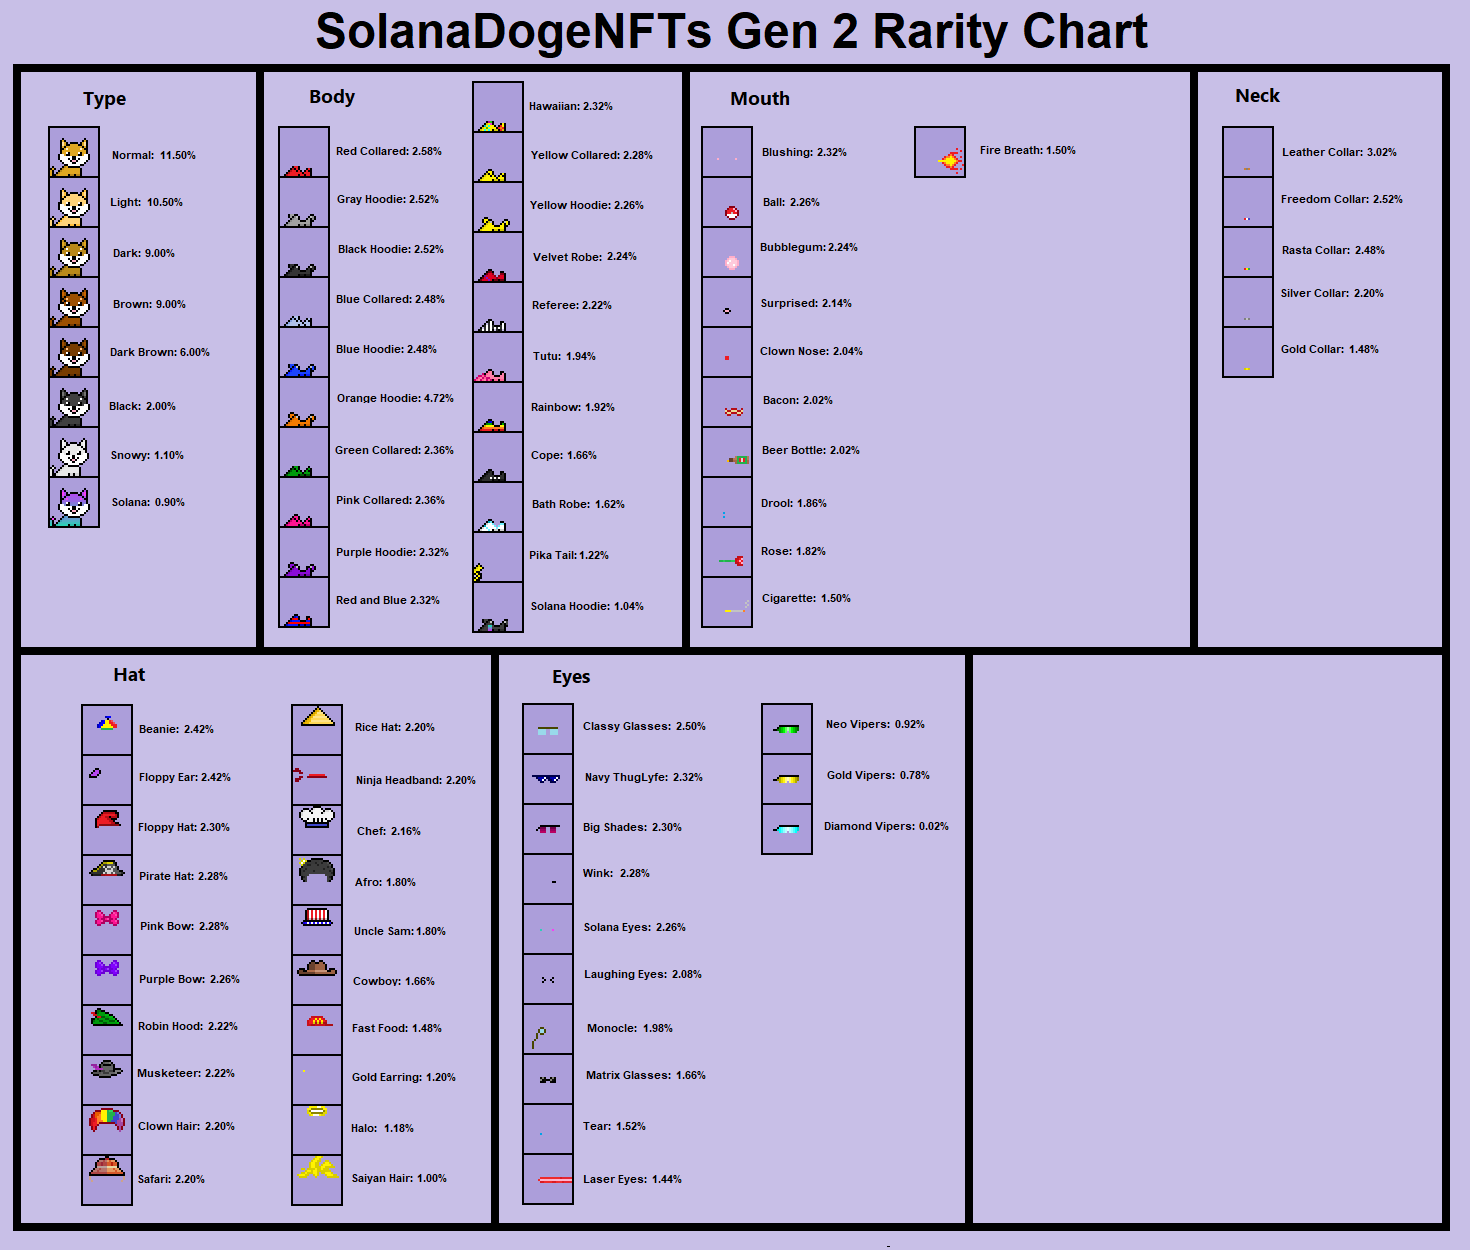 SolanaDogeNFTs Gen 2 Rarity Chart
Type
Normal: 11.50%
Light: 10.50%
Dark: 9.00%
Brown: 9.00%
Dark Brown: 6.00%
Black: 2.00%
Snowy: 1.10%
Solana: 0.90%
Body
Red Collared: 2.58%
Gray Hoodie: 2.52%
Black Hoodie: 2.52%
Blue Collared: 2.48%
Blue Hoodie: 2.48%
Orange Hoodie: 4.72%
Green Collared: 2.36%
Pink Collared: 2.36%
Purple Hoodie: 2.32%
Red and Blue 2.32%
Hawaiian: 2.32%
Yellow Collared: 2.28%
Yellow Hoodie: 2.26%
Velvet Robe: 2.24%
Referee: 2.22%
Tutu: 1.94%
Rainbow: 1.92%
Cope: 1.66%
Bath Robe: 1.62%
Pika Tail: 1.22%
Solana Hoodie: 1.04%
Mouth
Blushing: 2.32%
Ball: 2.26%
Bubblegum: 2.24%
Surprised: 2.14%
Clown Nose: 2.04%
Bacon: 2.02%
Beer Bottle: 2.02%
Drool: 1.86%
Rose: 1.82%
Cigarette: 1.50%
Fire Breath: 1.50%
Neck
Leather Collar: 3.02%
Freedom Collar: 2.52%
Rasta Collar: 2.48%
Silver Collar: 2.20%
Gold Collar: 1.48%
Hat
Beanie: 2.42%
Floppy Ear: 2.42%
Floppy Hat: 2.30%
Pirate Hat: 2.28%
Pink Bow: 2.28%
Purple Bow: 2.26%
Robin Hood: 2.22%
Musketeer: 2.22%
Clown Hair: 2.20%
Safari: 2.20%
Rice Hat: 2.20%
Ninja Headband: 2.20%
Chef: 2.16%
Afro: 1.80%
Uncle Sam: 1.80%
Cowboy: 1.66%
Fast Food: 1.48%
Gold Earring: 1.20%
Halo: 1.18%
Saiyan Hair: 1.00%
Eyes
Classy Glasses: 2.50%
Navy ThugLyfe: 2.32%
Big Shades: 2.30%
Wink: 2.28%
Solana Eyes: 2.26%
Laughing Eyes: 2.08%
Monocle: 1.98%
Matrix Glasses: 1.66%
Tear: 1.52%
Laser Eyes: 1.44%
Neo Vipers: 0.92%
Gold Vipers: 0.78%
Diamond Vipers: 0.02%